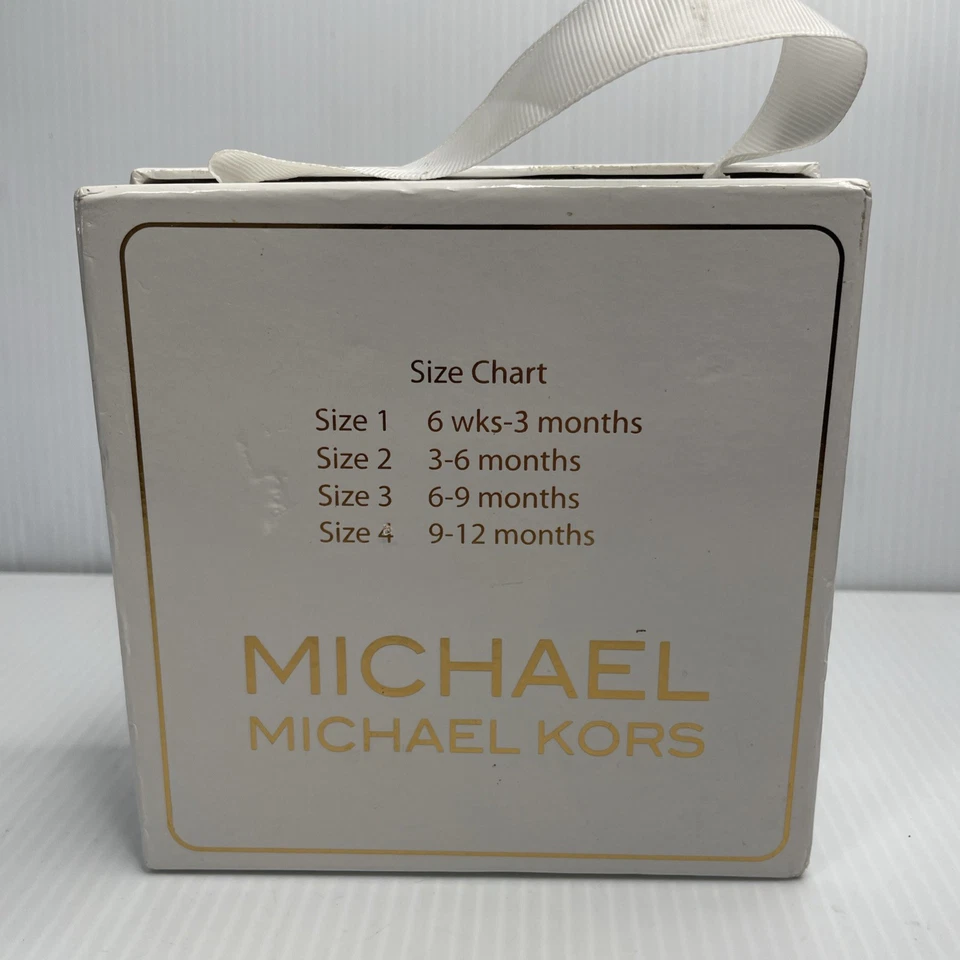 Size Chart
Size 1 6 wks-3 months
Size 2 3-6 months
Size 3 6-9 months
Size 4 9-12 months
MICHAEL
MICHAEL KORS